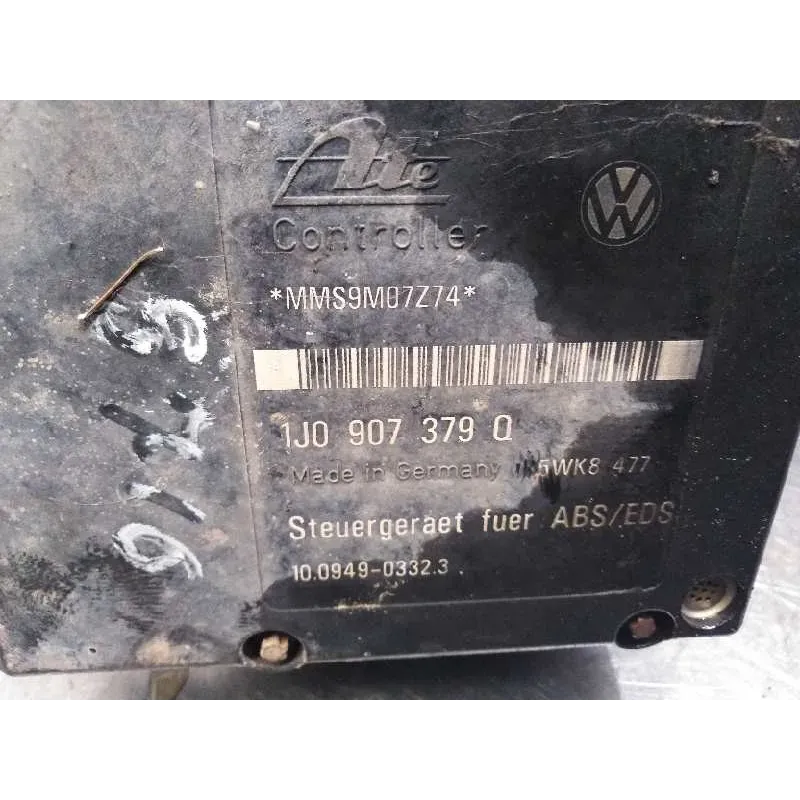 Ate
Controller
*MMS9M07Z74*
1J0 907 379 Q
Made in Germany 5WK8 477
Steuergeraet fuer ABS/EDS
10.0949-0332.3